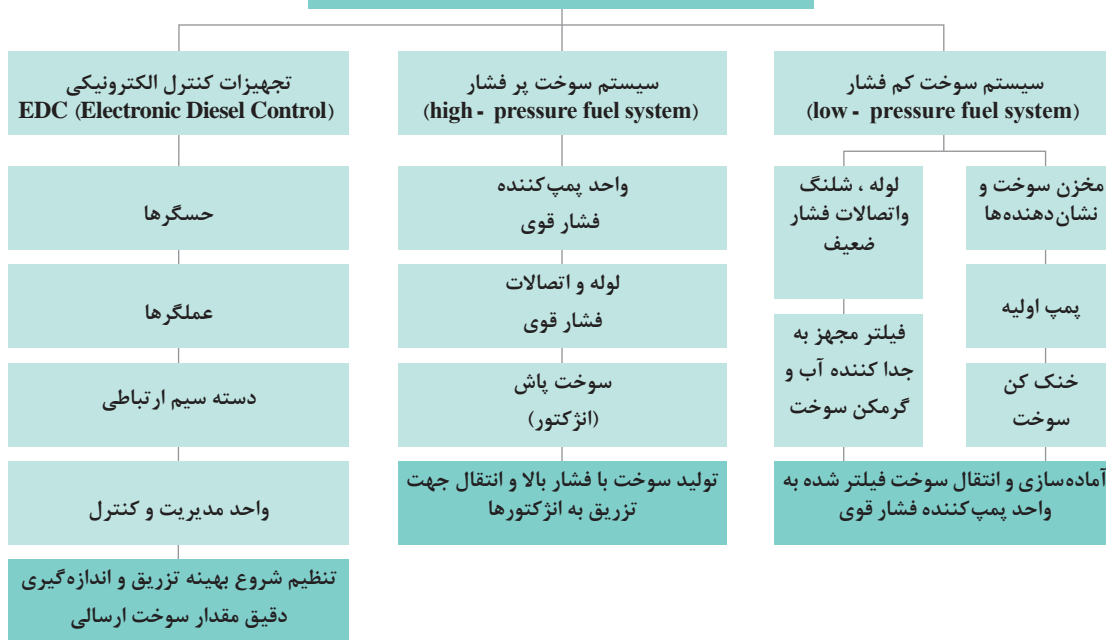 سیستم سوخت کم فشار
(low - pressure fuel system)
مخزن سوخت و
نشان‌دهنده‌ها
پمپ اولیه
خنک کن
سوخت
لوله ، شلنگ
واتصالات فشار
ضعیف
فیلتر مجهز به
جدا کننده آب و
گرمکن سوخت
آماده‌سازی و انتقال سوخت فیلتر شده به
واحد پمپ‌کننده فشار قوی
سیستم سوخت پر فشار
(high - pressure fuel system)
واحد پمپ‌کننده
فشار قوی
لوله و اتصالات
فشار قوی
سوخت پاش
(انژکتور)
تولید سوخت با فشار بالا و انتقال جهت
تزریق به انژکتورها
تجهیزات کنترل الکترونیکی
EDC (Electronic Diesel Control)
حسگرها
عملگرها
دسته سیم ارتباطی
واحد مدیریت و کنترل
تنظیم شروع بهینه تزریق و اندازه‌گیری
دقیق مقدار سوخت ارسالی